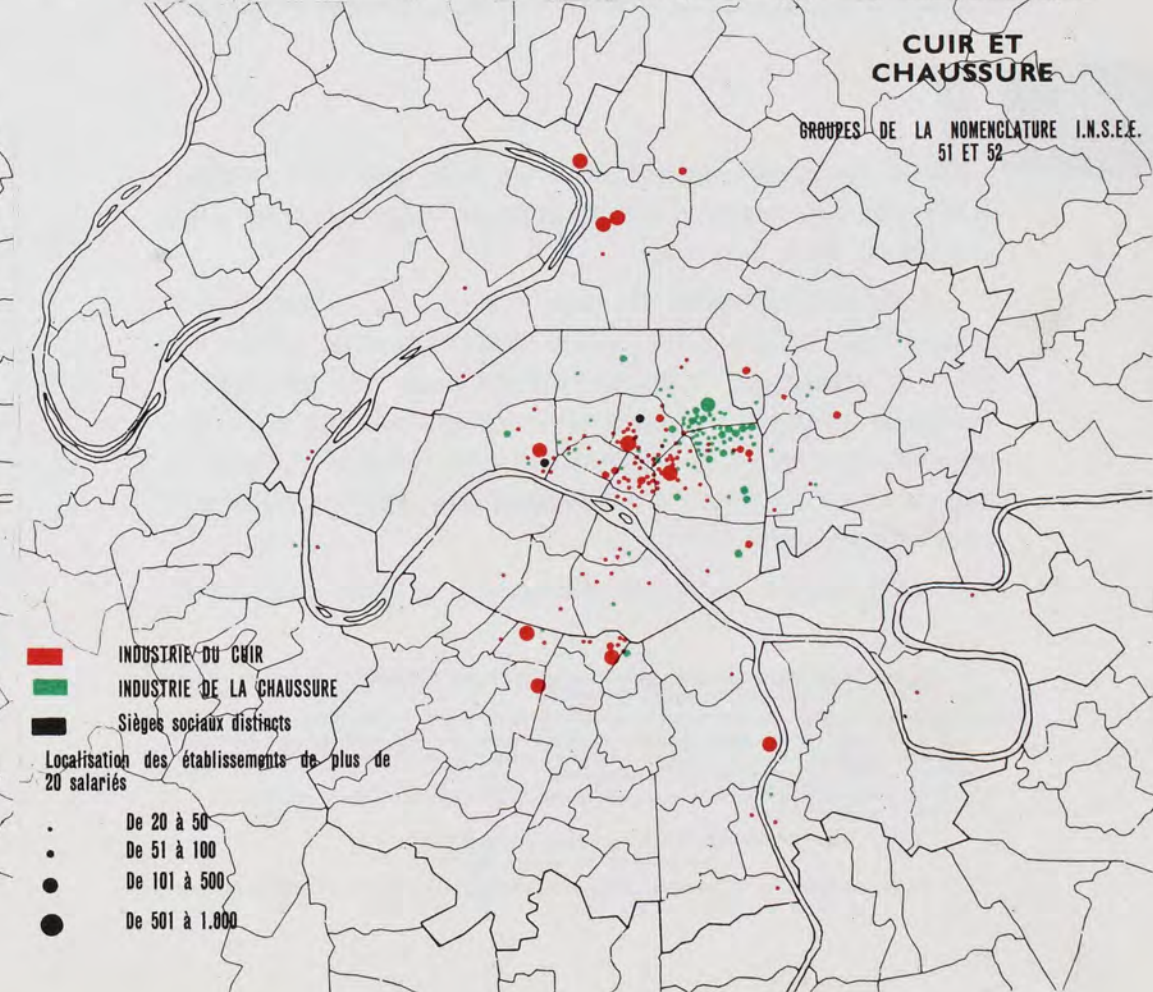 CUIR ET
CHAUSSURE
GROUPES DE LA NOMENCLATURE I.N.S.E.E.
51 ET 52
INDUSTRIE DU CUIR
INDUSTRIE DE LA CHAUSSURE
Sièges sociaux distincts
Localisation des établissements de plus de
20 salariés
De 20 à 50
De 51 à 100
De 101 à 500
De 501 à 1.000